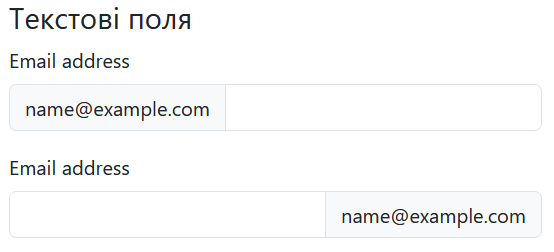 Текстові поля
Email address
name@example.com
Email address
name@example.com